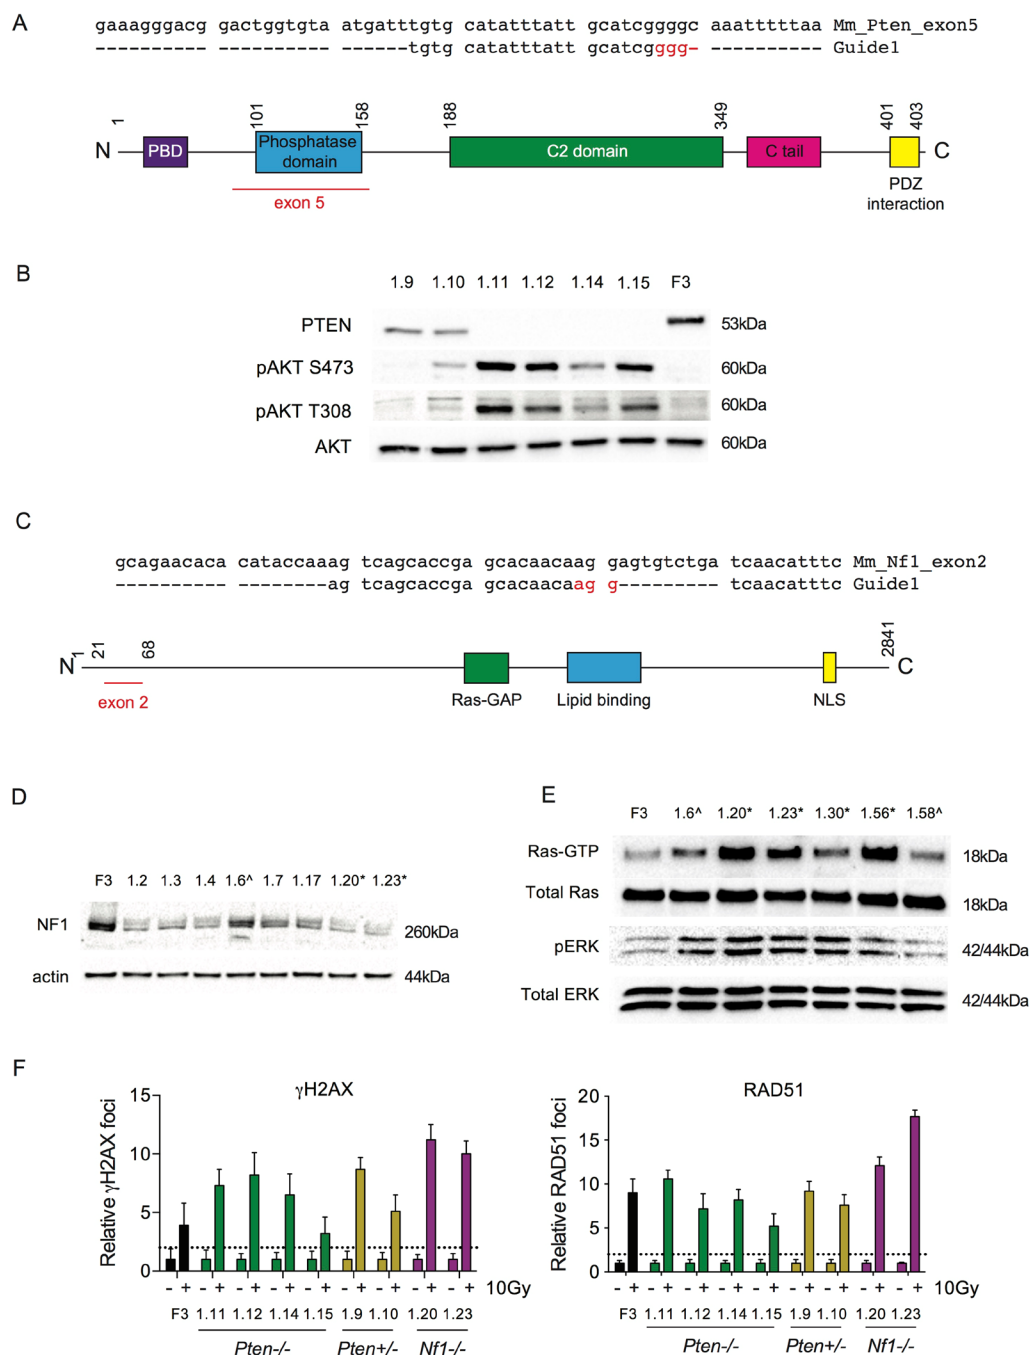 A
gaaagggacg gactggtgta atgatttgtg catatttatt gcatcggggc aaatttttaa Mm_Pten_exon5
---------- ---------- ------tgtg catatttatt gcatcgggg- ---------- Guide1
1 101 158 188 349 401 403
N PBD Phosphatase domain C2 domain C tail C
exon 5
PDZ interaction
B
1.9 1.10 1.11 1.12 1.14 1.15 F3
PTEN 53kDa
pAKT S473 60kDa
pAKT T308 60kDa
AKT 60kDa
C
gcagaacaca cataccaaag tcagcaccga gcacaacaag gagtgtctga tcaacatttc Mm_Nf1_exon2
---------- --------ag tcagcaccga gcacaacaag g--------- tcaacatttc Guide1
1 21 68 2841
N C
exon 2 Ras-GAP Lipid binding NLS
D
F3 1.2 1.3 1.4 1.6^ 1.7 1.17 1.20* 1.23*
NF1 260kDa
actin 44kDa
E
F3 1.6^ 1.20* 1.23* 1.30* 1.56* 1.58^
Ras-GTP 18kDa
Total Ras 18kDa
pERK 42/44kDa
Total ERK 42/44kDa
F
γH2AX
Relative γH2AX foci
15
10
5
0
- + - + - + - + - + - + - + - + - + 10Gy
F3 1.11 1.12 1.14 1.15 1.9 1.10 1.20 1.23
Pten-/- Pten+/- Nf1-/-
RAD51
Relative RAD51 foci
20
15
10
5
0
- + - + - + - + - + - + - + - + - + 10Gy
F3 1.11 1.12 1.14 1.15 1.9 1.10 1.20 1.23
Pten-/- Pten+/- Nf1-/-